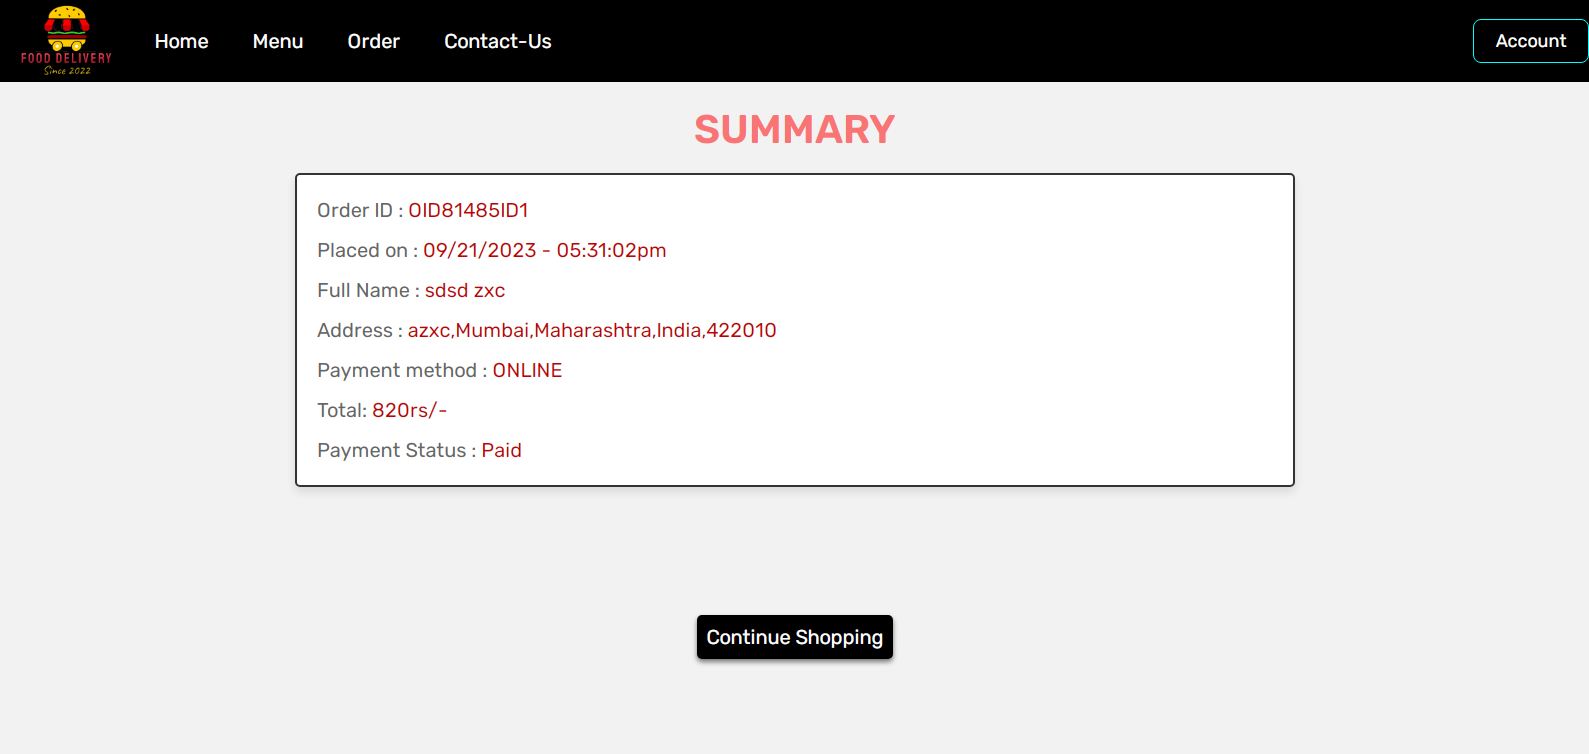 FOOD DELIVERY
Since 2022
Home Menu Order Contact-Us Account
SUMMARY
Order ID : OID81485ID1
Placed on : 09/21/2023 - 05:31:02pm
Full Name : sdsd zxc
Address : azxc,Mumbai,Maharashtra,India,422010
Payment method : ONLINE
Total: 820rs/-
Payment Status : Paid
Continue Shopping